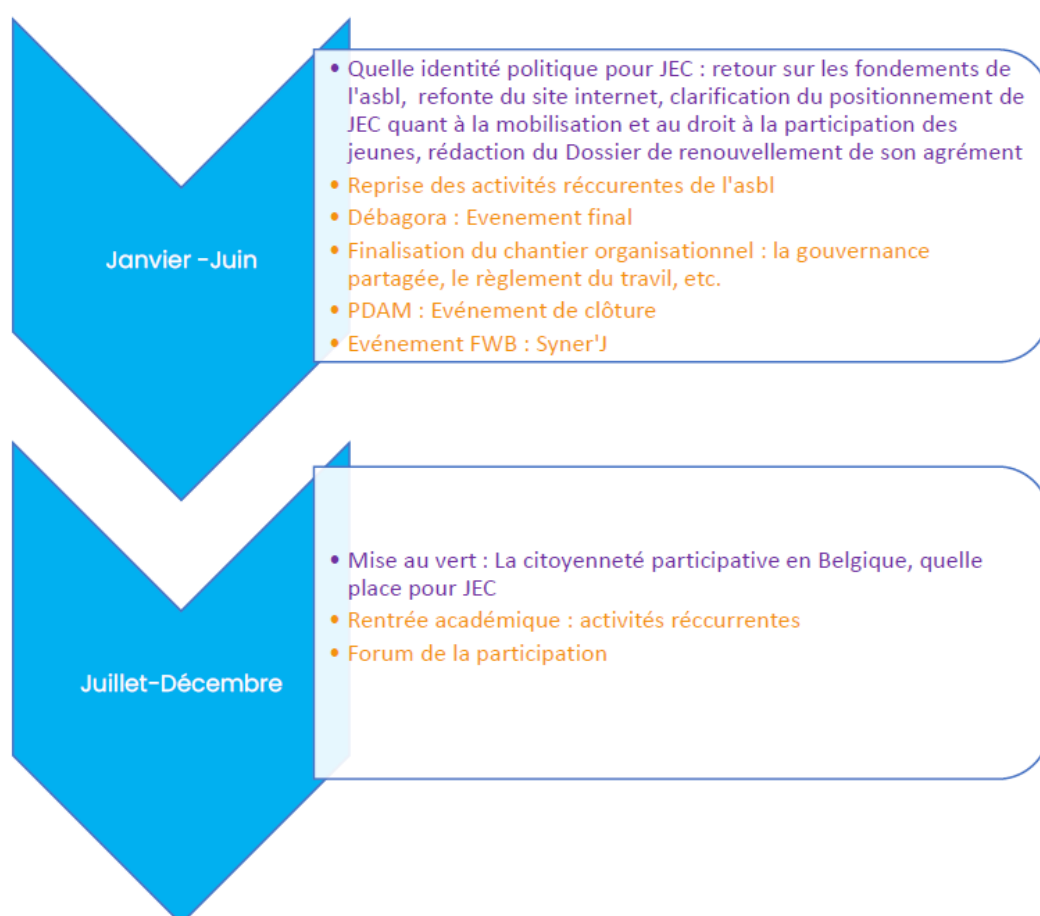 Janvier -Juin
• Quelle identité politique pour JEC : retour sur les fondements de
l'asbl, refonte du site internet, clarification du positionnement de
JEC quant à la mobilisation et au droit à la participation des
jeunes, rédaction du Dossier de renouvellement de son agrément
• Reprise des activités réccurentes de l'asbl
• Débagora : Evenement final
• Finalisation du chantier organisationnel : la gouvernance
partagée, le règlement du travil, etc.
• PDAM : Evénement de clôture
• Evénement FWB : Syner'J
Juillet-Décembre
• Mise au vert : La citoyenneté participative en Belgique, quelle
place pour JEC
• Rentrée académique : activités réccurrentes
• Forum de la participation